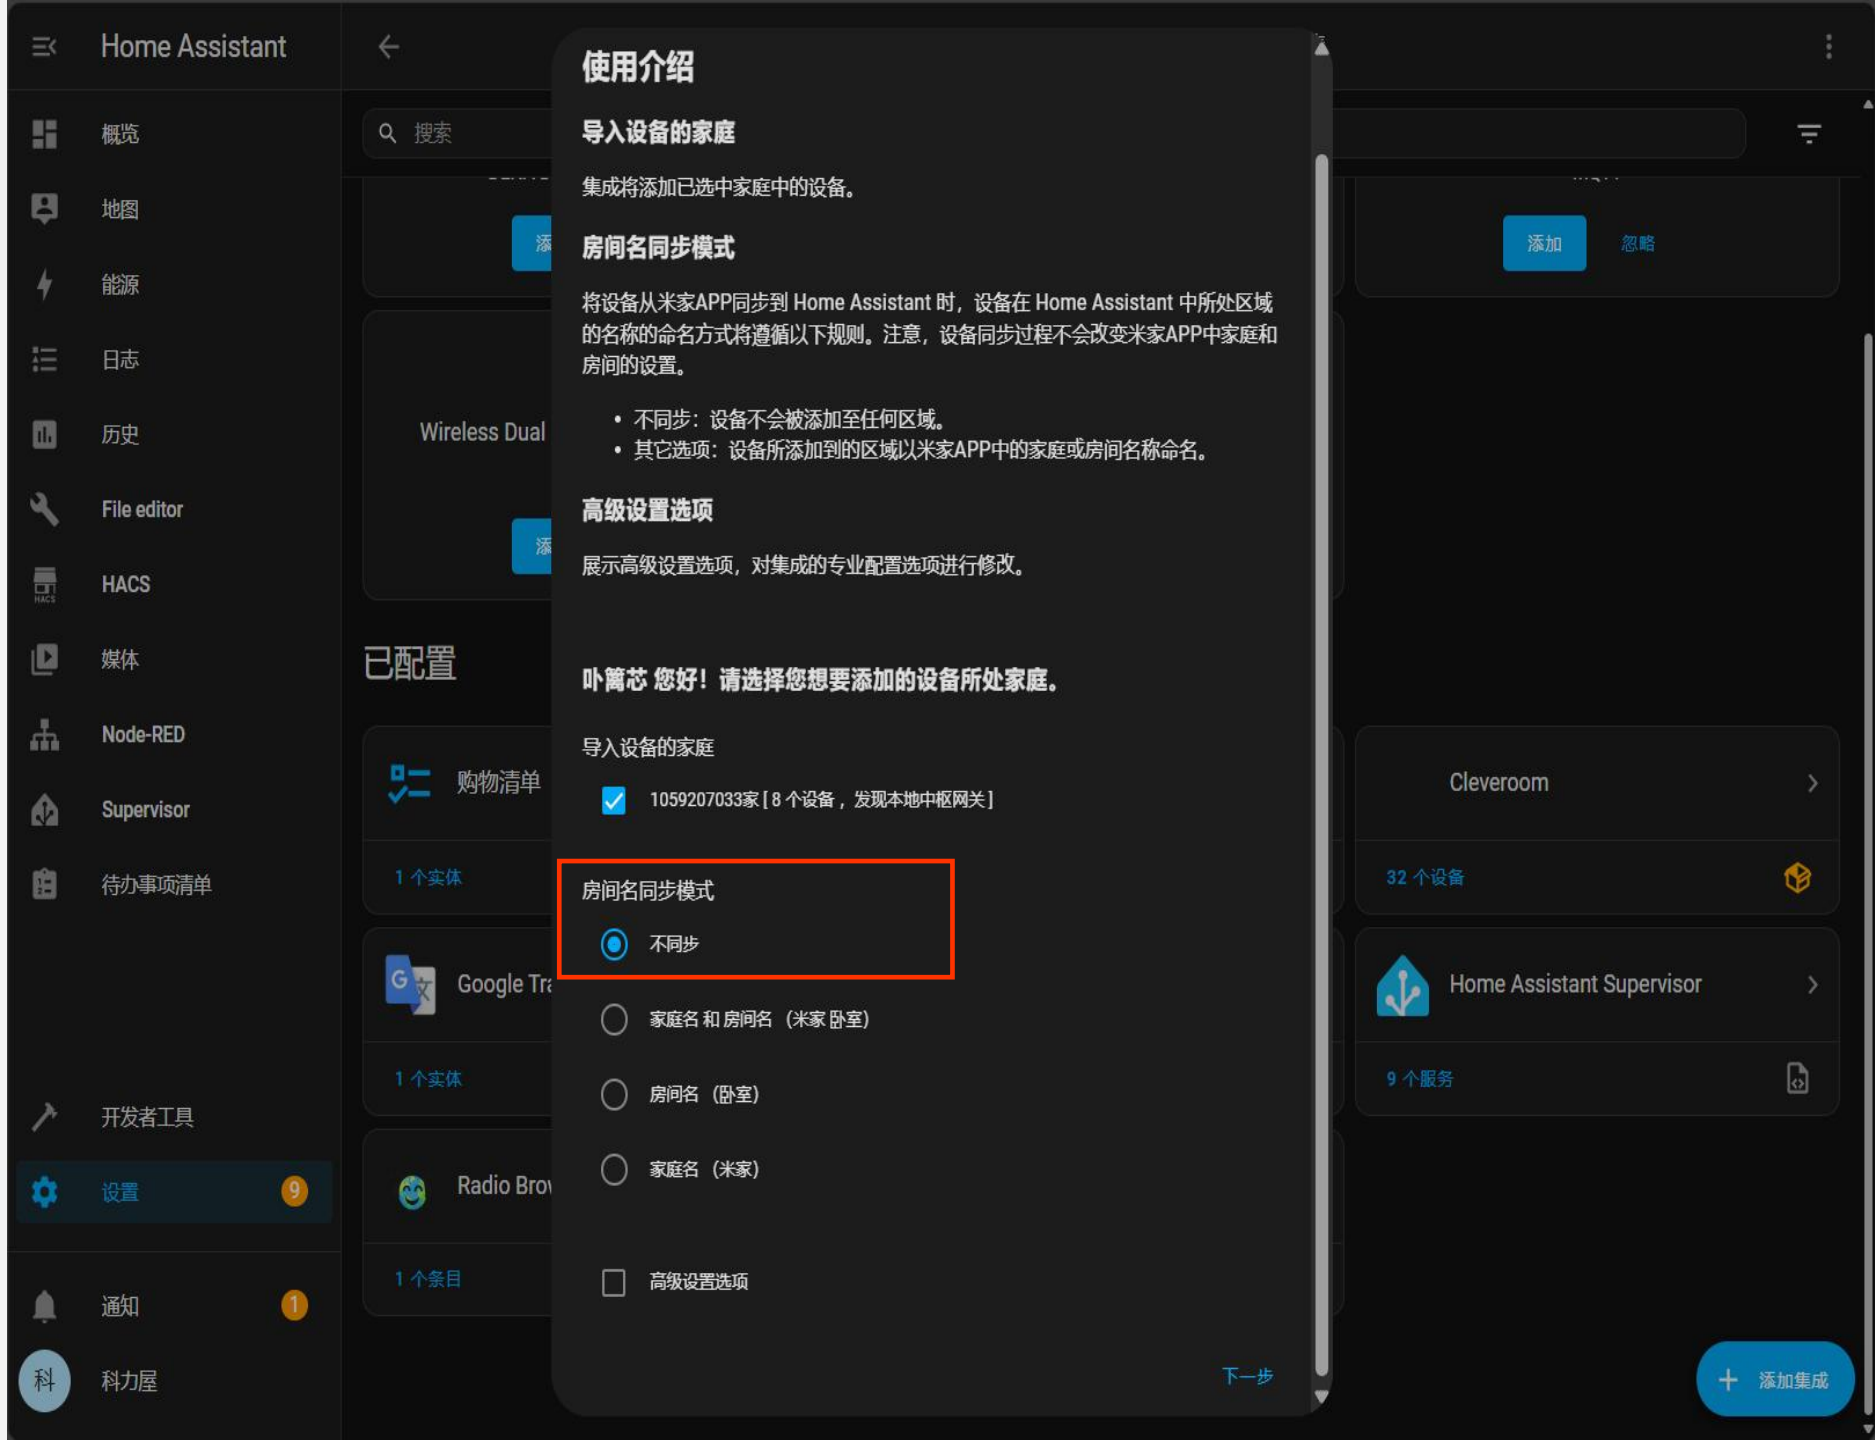 Home Assistant
概览
地图
能源
日志
历史
File editor
HACS
HACS
媒体
Node-RED
Supervisor
待办事项清单
开发者工具
设置
9
通知
1
科
科力屋
搜索
添
添加
忽略
Wireless Dual
添
已配置
购物清单
1 个实体
Cleveroom
32 个设备
Google Tra
1 个实体
Home Assistant Supervisor
9 个服务
Radio Brow
1 个条目
添加集成
使用介绍
导入设备的家庭
集成将添加已选中家庭中的设备。
房间名同步模式
将设备从米家APP同步到 Home Assistant 时，设备在 Home Assistant 中所处区域
的名称的命名方式将遵循以下规则。注意，设备同步过程不会改变米家APP中家庭和
房间的设置。
• 不同步：设备不会被添加至任何区域。
• 其它选项：设备所添加到的区域以米家APP中的家庭或房间名称命名。
高级设置选项
展示高级设置选项，对集成的专业配置选项进行修改。
卟篱芯 您好！请选择您想要添加的设备所处家庭。
导入设备的家庭
1059207033家 [ 8 个设备 ，发现本地中枢网关 ]
房间名同步模式
不同步
家庭名 和 房间名 （米家 卧室）
房间名 （卧室）
家庭名 （米家）
高级设置选项
下一步